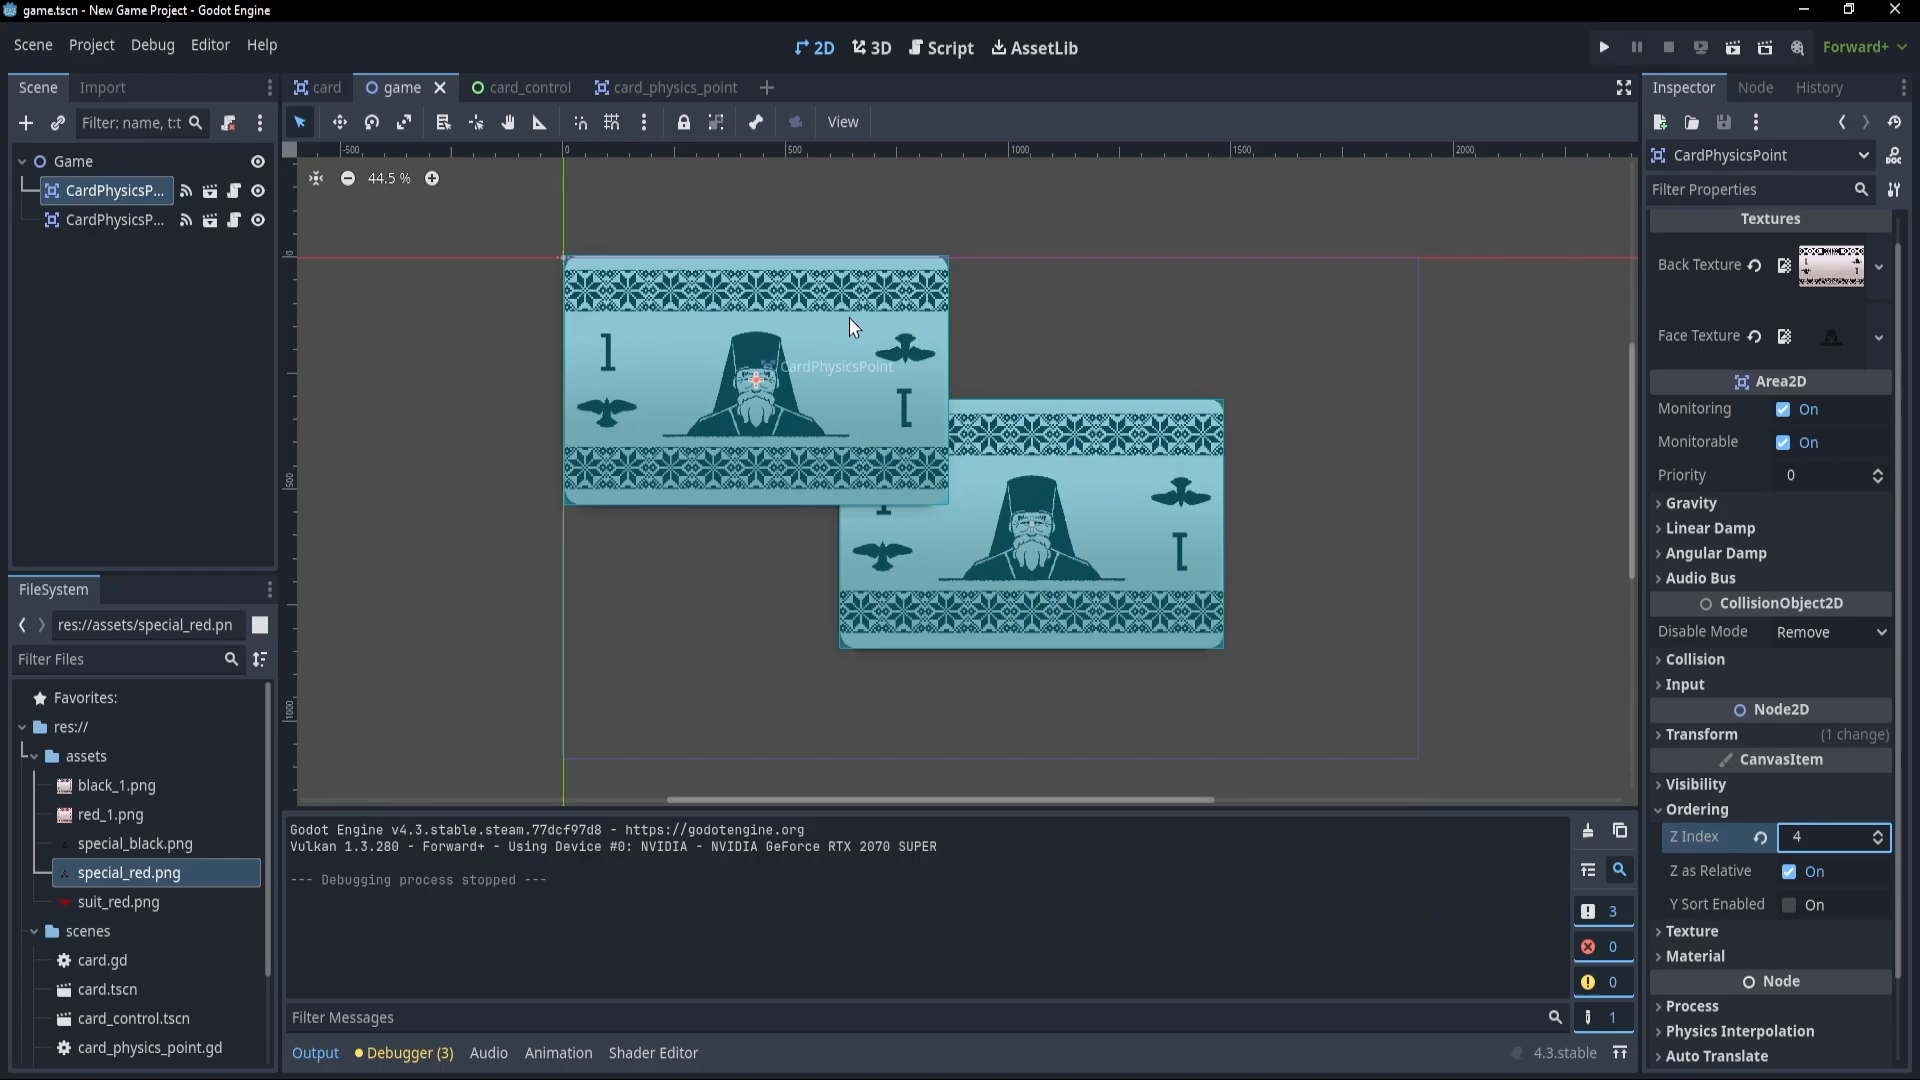 game.tscn - New Game Project - Godot Engine
Scene Project Debug Editor Help
2D 3D Script AssetLib
Forward+
Scene Import
Filter: name, t:t
Game
CardPhysicsP...
CardPhysicsP...
FileSystem
res://assets/special_red.pn
Filter Files
Favorites:
res://
assets
black_1.png
red_1.png
special_black.png
special_red.png
suit_red.png
scenes
card.gd
card.tscn
card_control.tscn
card_physics_point.gd
card game card_control card_physics_point
View
-500 0 500 1000 1500 2000
44.5 %
0
500
1000
1
CardPhysicsPoint
1
1
1
Godot Engine v4.3.stable.steam.77dcf97d8 - https://godotengine.org
Vulkan 1.3.280 - Forward+ - Using Device #0: NVIDIA - NVIDIA GeForce RTX 2070 SUPER
--- Debugging process stopped ---
3
0
0
1
Filter Messages
Output Debugger (3) Audio Animation Shader Editor
4.3.stable
Inspector Node History
CardPhysicsPoint
Filter Properties
Textures
Back Texture
Face Texture
Area2D
Monitoring On
Monitorable On
Priority 0
Gravity
Linear Damp
Angular Damp
Audio Bus
CollisionObject2D
Disable Mode Remove
Collision
Input
Node2D
Transform (1 change)
CanvasItem
Visibility
Ordering
Z Index 4
Z as Relative On
Y Sort Enabled On
Texture
Material
Node
Process
Physics Interpolation
Auto Translate